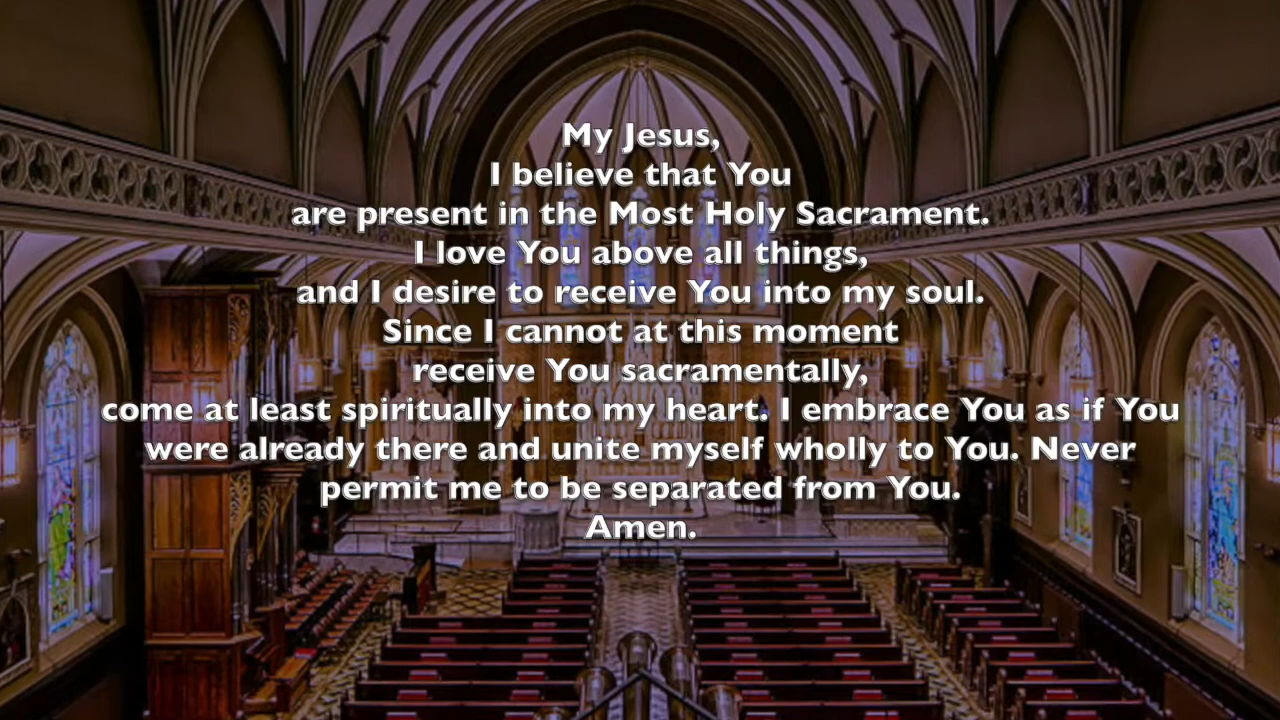 My Jesus,
I believe that You
are present in the Most Holy Sacrament.
I love You above all things,
and I desire to receive You into my soul.
Since I cannot at this moment
receive You sacramentally,
come at least spiritually into my heart. I embrace You as if You
were already there and unite myself wholly to You. Never
permit me to be separated from You.
Amen.